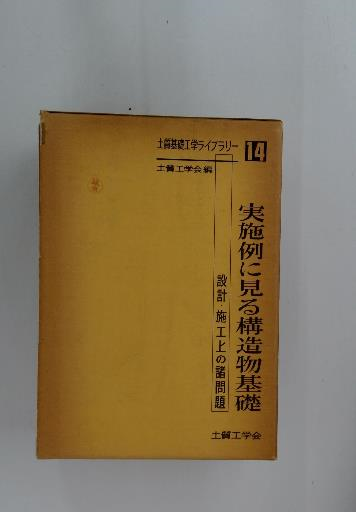 土質基礎工学ライブラリー 14
土質工学会編
実施例に見る構造物基礎
設計・施工上の諸問題
土質工学会